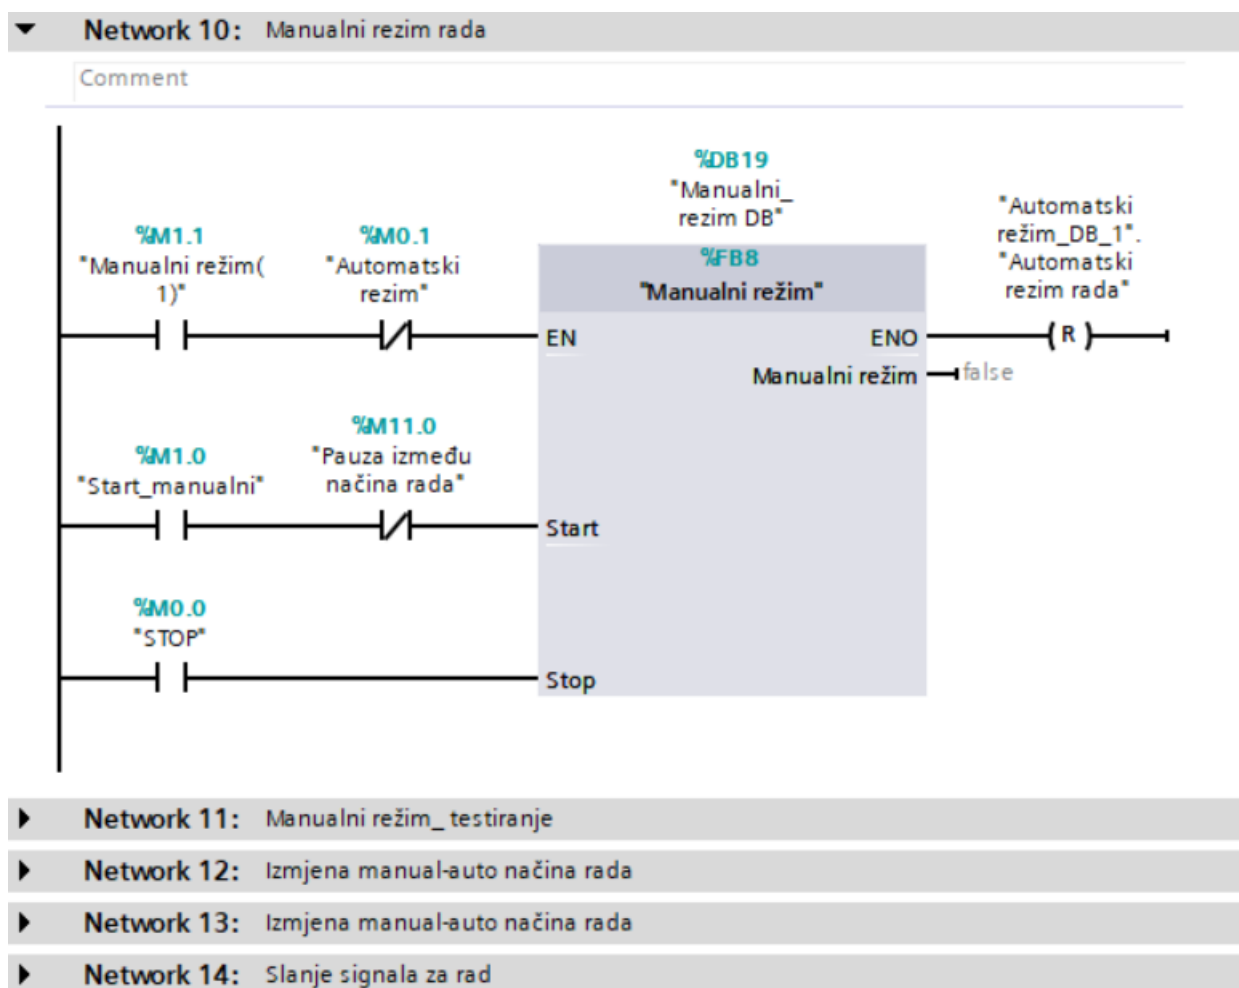 Network 10: Manualni rezim rada
Comment
%DB19
"Manualni_
rezim DB"
"Automatski
režim_DB_1".
"Automatski
rezim rada"
%M1.1
"Manualni režim(
1)"
%M0.1
"Automatski
rezim"
%FB8
"Manualni režim"
EN
ENO
( R )
Manualni režim
false
%M1.0
"Start_manualni"
%M11.0
"Pauza između
načina rada"
Start
%M0.0
"STOP"
Stop
Network 11: Manualni režim_ testiranje
Network 12: Izmjena manual-auto načina rada
Network 13: Izmjena manual-auto načina rada
Network 14: Slanje signala za rad